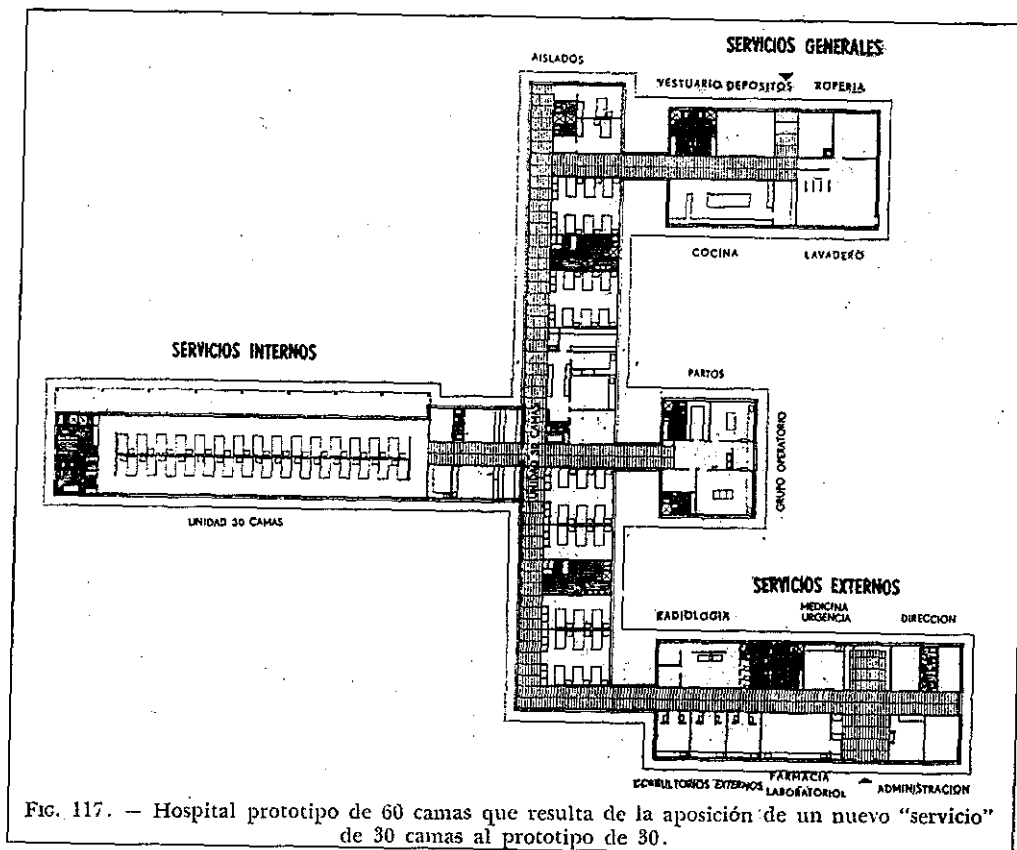 SERVICIOS GENERALES
AISLADOS
VESTUARIO DEPOSITOS ROPERIA
COCINA LAVADERO
SERVICIOS INTERNOS
PARTOS
UNIDAD 30 CAMAS
GRUPO OPERATORIO
UNIDAD 30 CAMAS
SERVICIOS EXTERNOS
RADIOLOGIA
MEDICINA
URGENCIA
DIRECCION
CONSULTORIOS EXTERNOS
FARMACIA
LABORATORIOL
ADMINISTRACION
FIG. 117. — Hospital prototipo de 60 camas que resulta de la aposición de un nuevo "servicio"
de 30 camas al prototipo de 30.